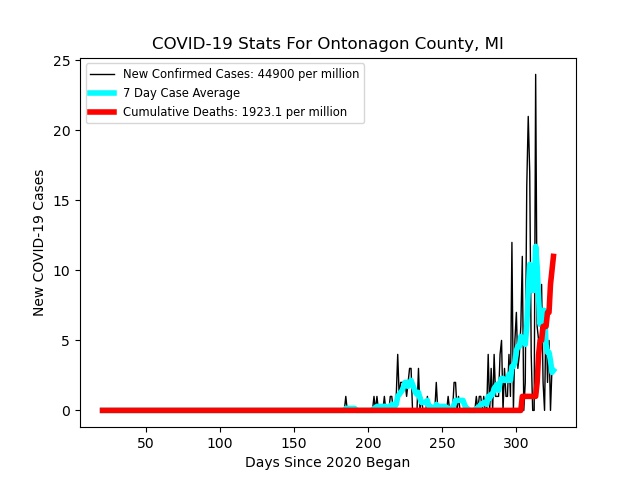 COVID-19 Stats For Ontonagon County, MI
New Confirmed Cases: 44900 per million
7 Day Case Average
Cumulative Deaths: 1923.1 per million
New COVID-19 Cases
25
20
15
10
5
0
50 100 150 200 250 300
Days Since 2020 Began